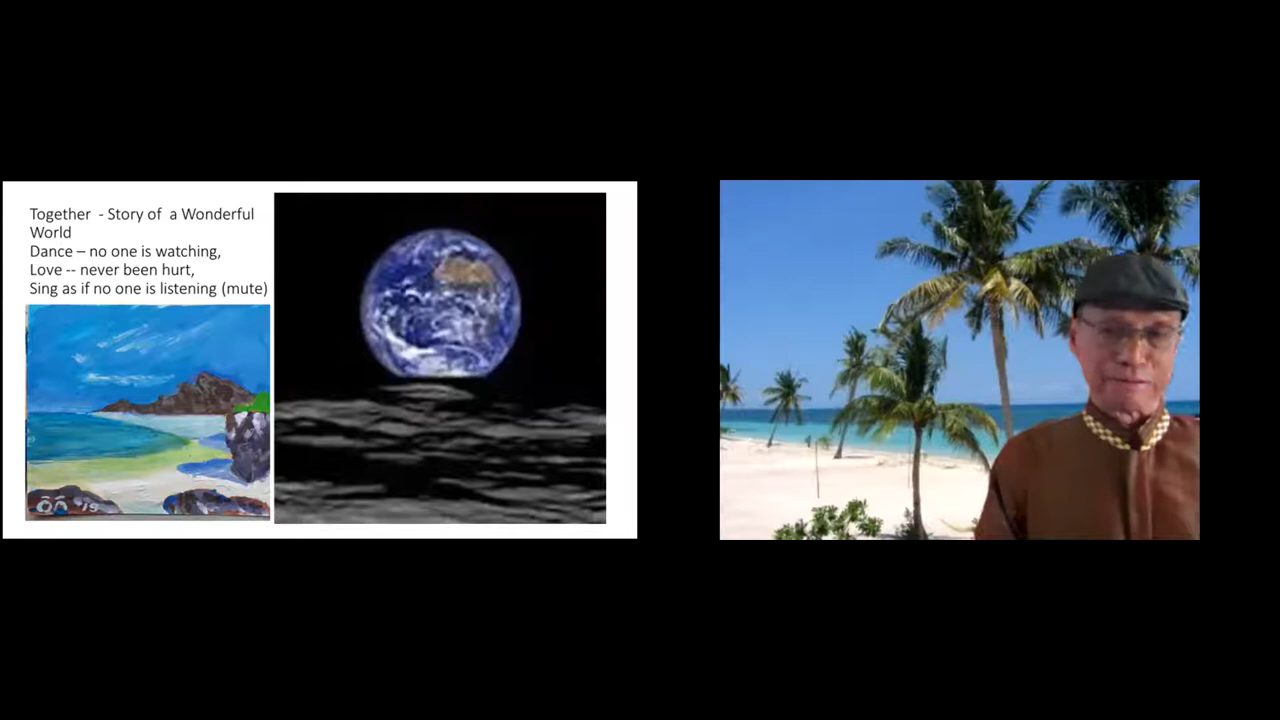 Together  - Story of  a Wonderful
World
Dance – no one is watching,
Love -- never been hurt,
Sing as if no one is listening (mute)
'19